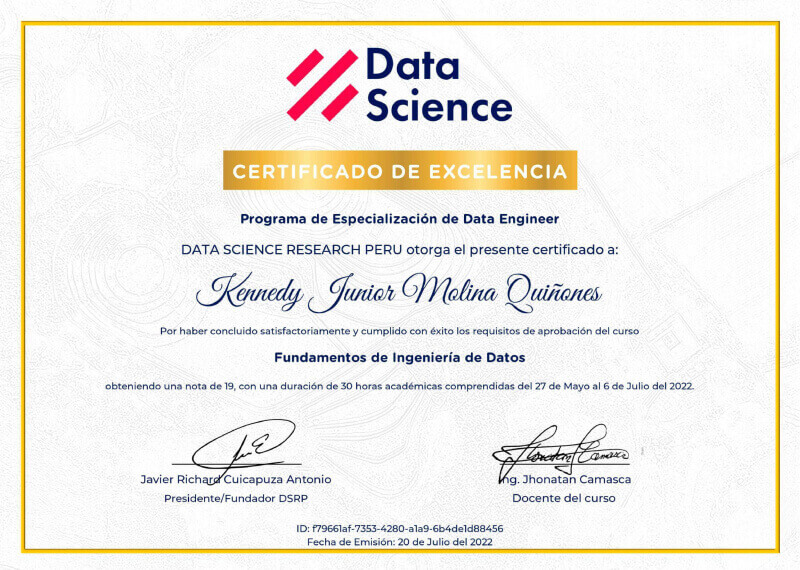 Data
Science
CERTIFICADO DE EXCELENCIA
Programa de Especialización de Data Engineer
DATA SCIENCE RESEARCH PERU otorga el presente certificado a:
Kennedy Junior Molina Quiñones
Por haber concluido satisfactoriamente y cumplido con éxito los requisitos de aprobación del curso
Fundamentos de Ingeniería de Datos
obteniendo una nota de 19, con una duración de 30 horas académicas comprendidas del 27 de Mayo al 6 de Julio del 2022.
Jhonatan Camasca
Javier Richard Cuicapuza Antonio
Ing. Jhonatan Camasca
Presidente/Fundador DSRP
Docente del curso
ID: f79661af-7353-4280-a1a9-6b4de1d88456
Fecha de Emisión: 20 de Julio del 2022